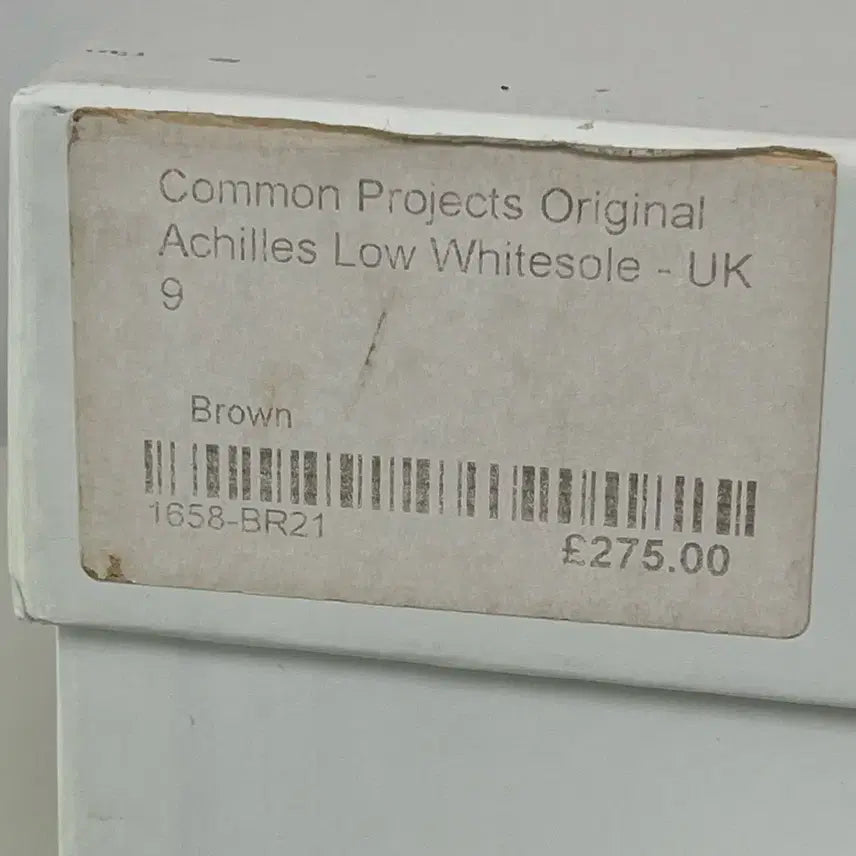 Common Projects Original
Achilles Low Whitesole - UK
9
Brown
1658-BR21
£275.00